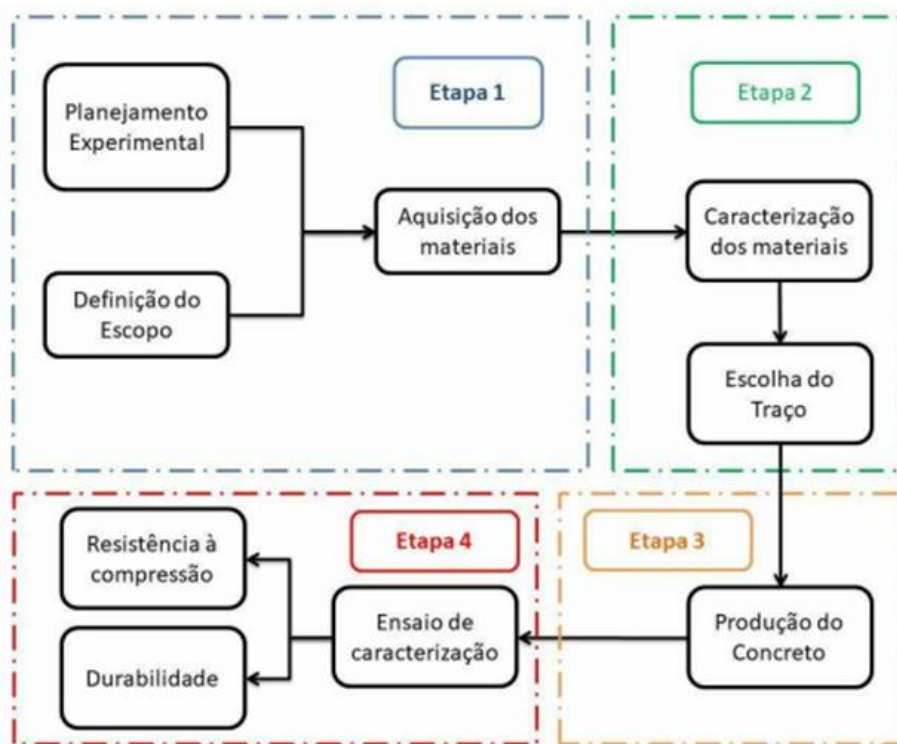 Planejamento
Experimental
Etapa 1
Definição do
Escopo
Aquisição dos
materiais
Etapa 2
Caracterização
dos materiais
Escolha do
Traço
Etapa 3
Produção do
Concreto
Etapa 4
Ensaio de
caracterização
Resistência à
compressão
Durabilidade